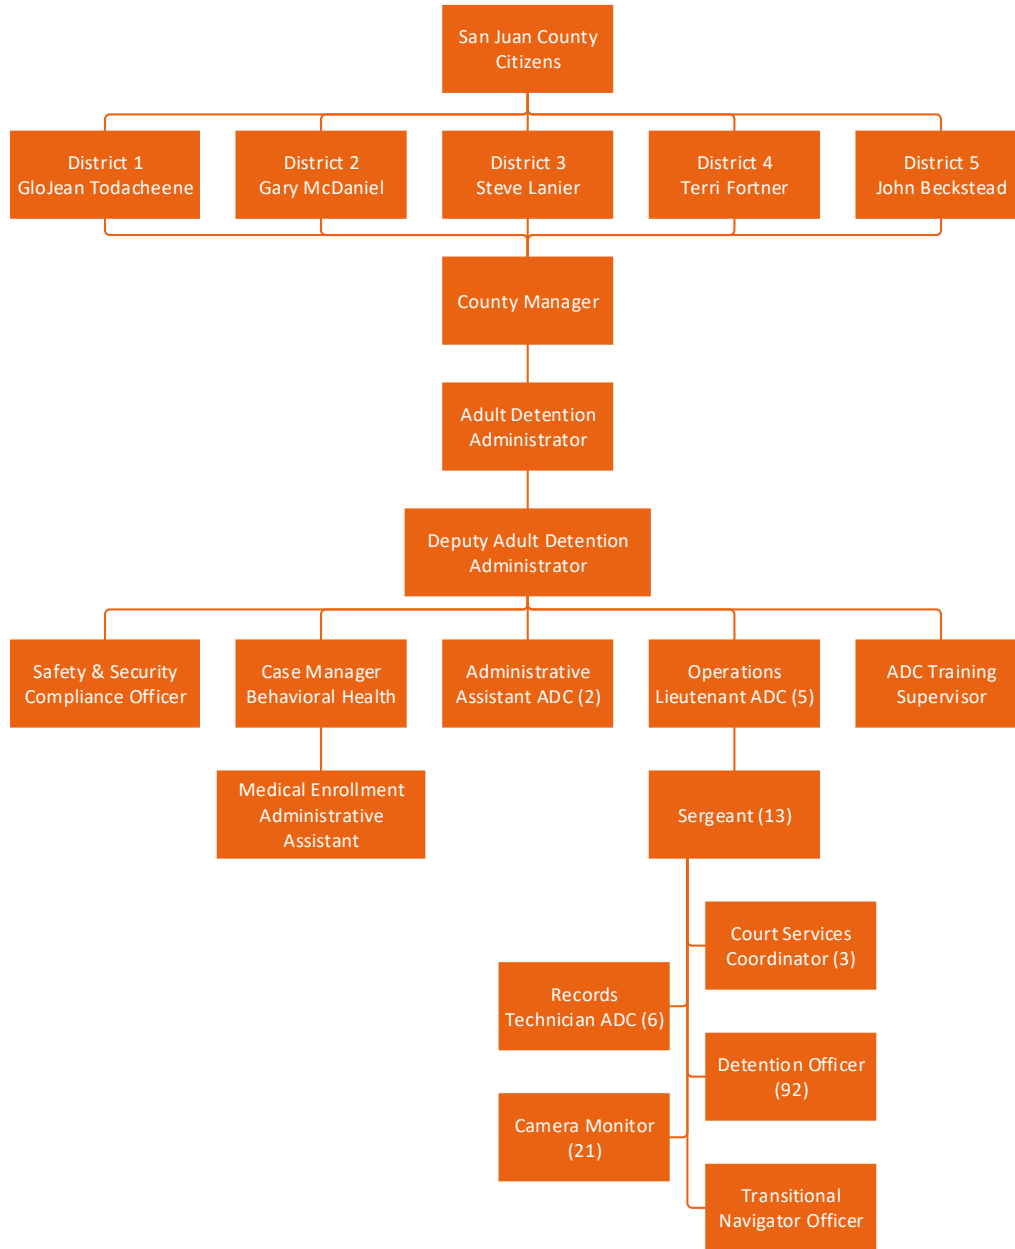 San Juan County
Citizens
District 1
GloJean Todacheene
District 2
Gary McDaniel
District 3
Steve Lanier
District 4
Terri Fortner
District 5
John Beckstead
County Manager
Adult Detention
Administrator
Deputy Adult Detention
Administrator
Safety & Security
Compliance Officer
Case Manager
Behavioral Health
Administrative
Assistant ADC (2)
Operations
Lieutenant ADC (5)
ADC Training
Supervisor
Medical Enrollment
Administrative
Assistant
Sergeant (13)
Court Services
Coordinator (3)
Records
Technician ADC (6)
Detention Officer
(92)
Camera Monitor
(21)
Transitional
Navigator Officer